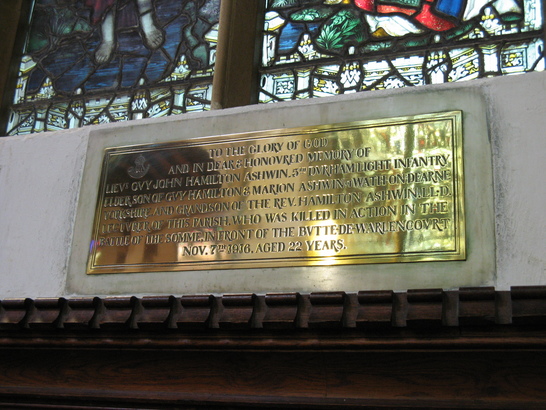 TO THE GLORY OF GOD
AND IN DEAR & HONOVRED MEMORY OF
LIEVT GVY JOHN HAMILTON ASHWIN, 5TH DVRHAM LIGHT INFANTRY,
ELDER SON OF GVY HAMILTON & MARION ASHWIN: WATH-ON-DEARNE
YORKSHIRE AND GRANDSON OF THE REV. HAMILTON ASHWIN. LL.D.
OF THIS PARISH, WHO WAS KILLED IN ACTION IN THE
BATTLE OF THE SOMME, IN FRONT OF THE BVTTE-DE-WARLENCOVRT
NOV. 7TH 1916, AGED 22 YEARS.